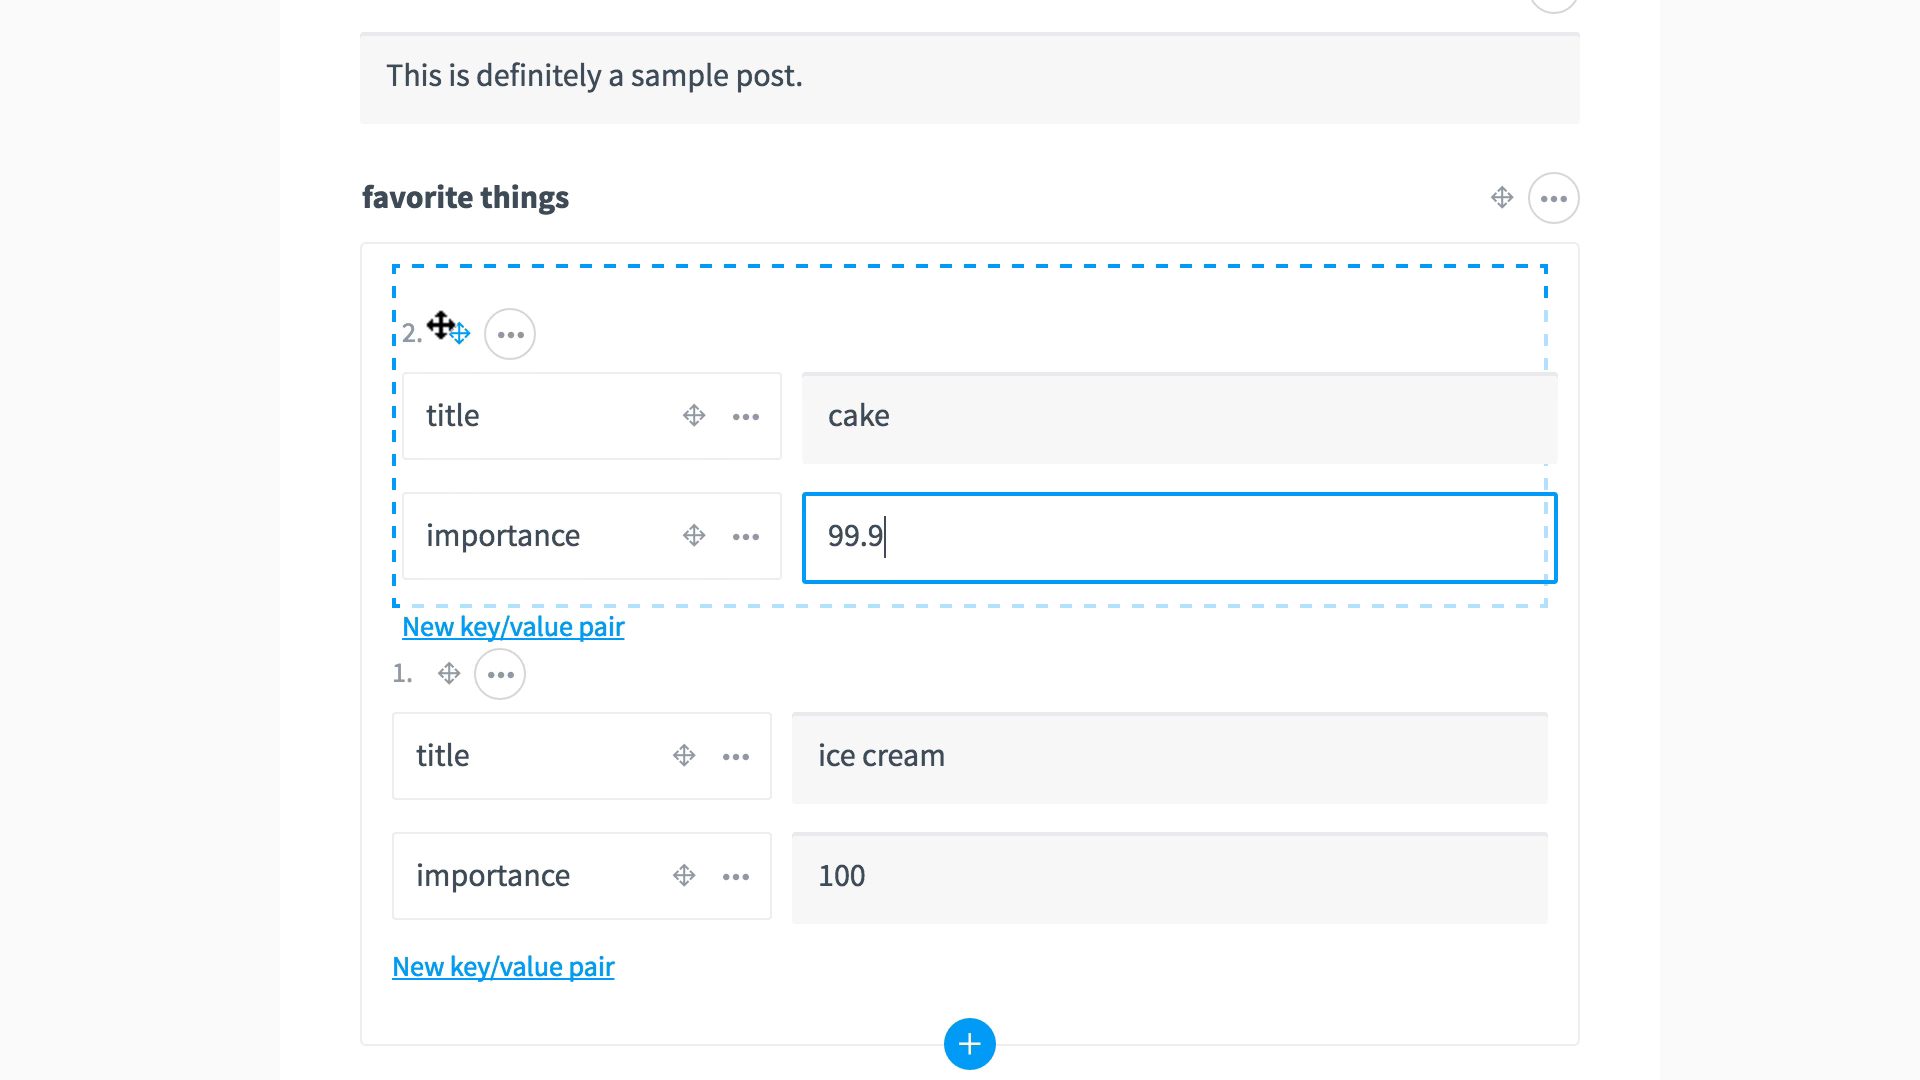 This is definitely a sample post.
favorite things
2.
title
cake
importance
99.9
New key/value pair
1.
title
ice cream
importance
100
New key/value pair